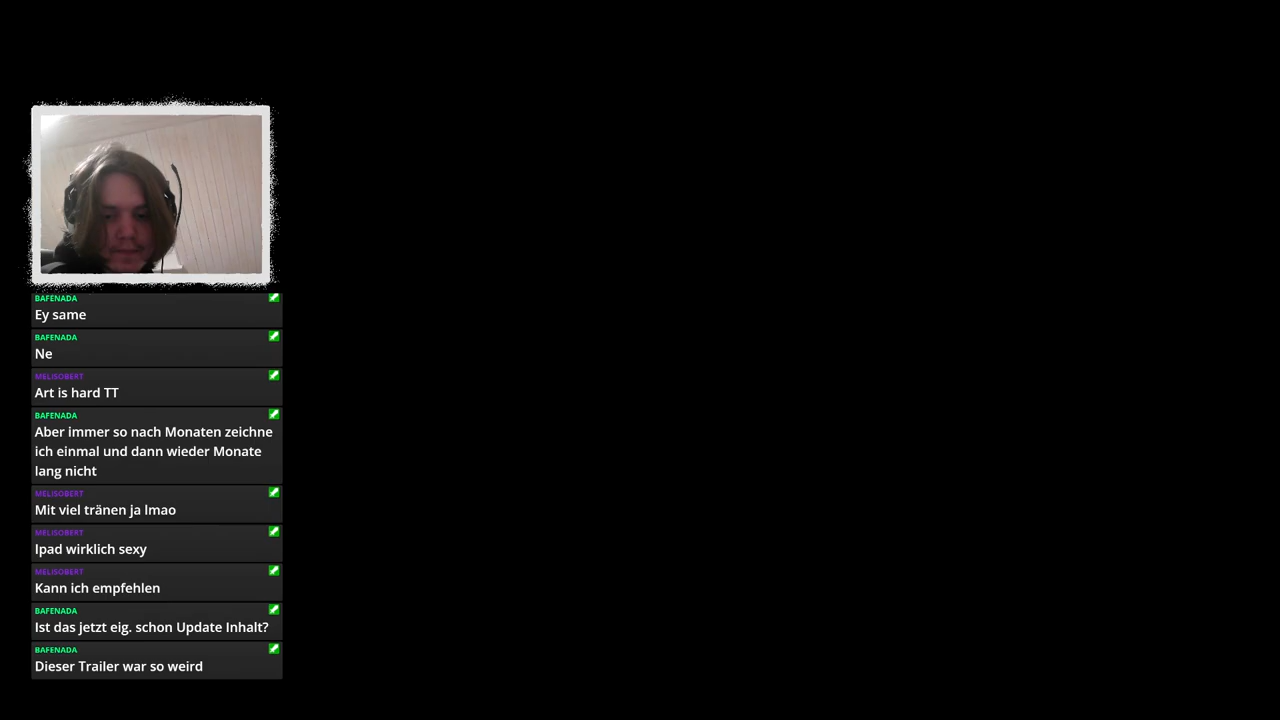 BAFENADA
Ey same
BAFENADA
Ne
MELISOBERT
Art is hard TT
BAFENADA
Aber immer so nach Monaten zeichne
ich einmal und dann wieder Monate
lang nicht
MELISOBERT
Mit viel tränen ja lmao
MELISOBERT
Ipad wirklich sexy
MELISOBERT
Kann ich empfehlen
BAFENADA
Ist das jetzt eig. schon Update Inhalt?
BAFENADA
Dieser Trailer war so weird